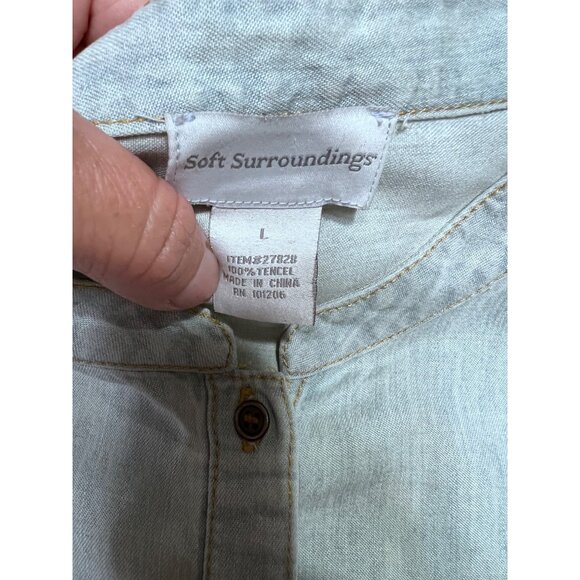 Soft Surroundings
L
ITEM#27828
100%TENCEL
MADE IN CHINA
RN 101206